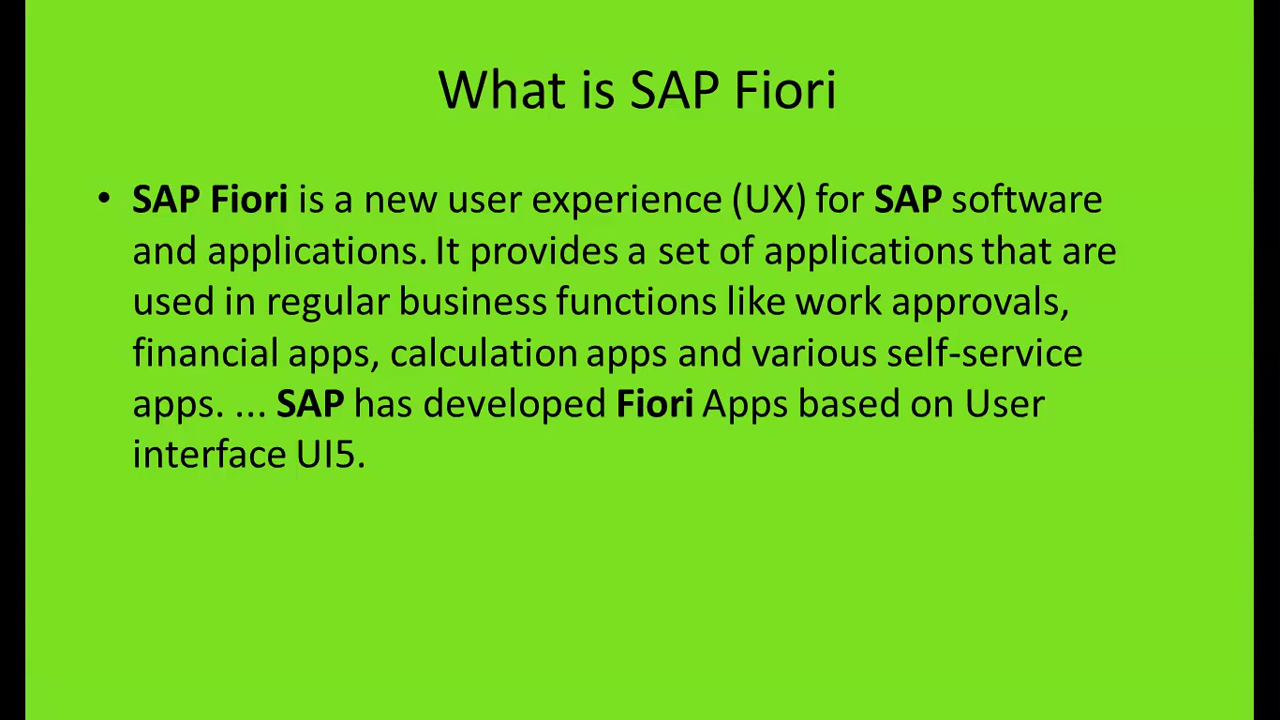 What is SAP Fiori
• SAP Fiori is a new user experience (UX) for SAP software
and applications. It provides a set of applications that are
used in regular business functions like work approvals,
financial apps, calculation apps and various self-service
apps. ... SAP has developed Fiori Apps based on User
interface UI5.